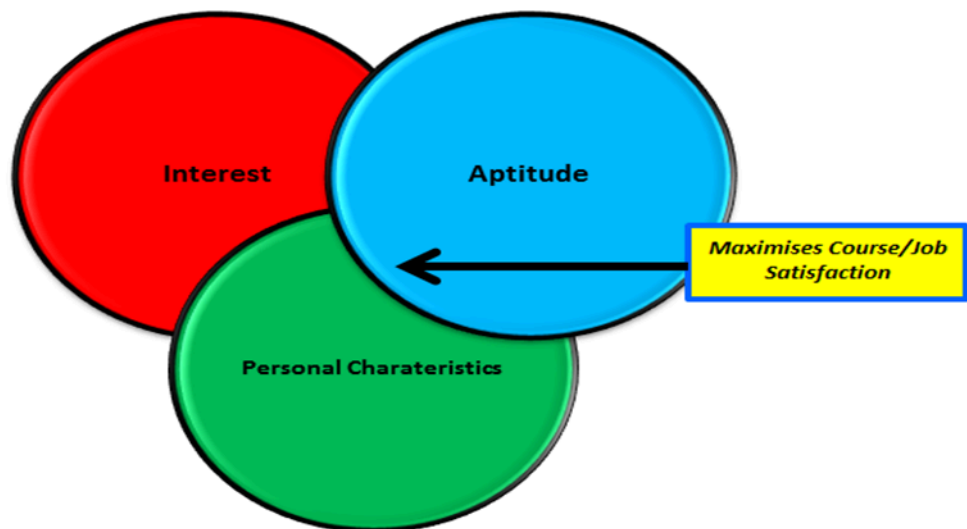 Interest
Aptitude
Maximises Course/Job
Satisfaction
Personal Charateristics